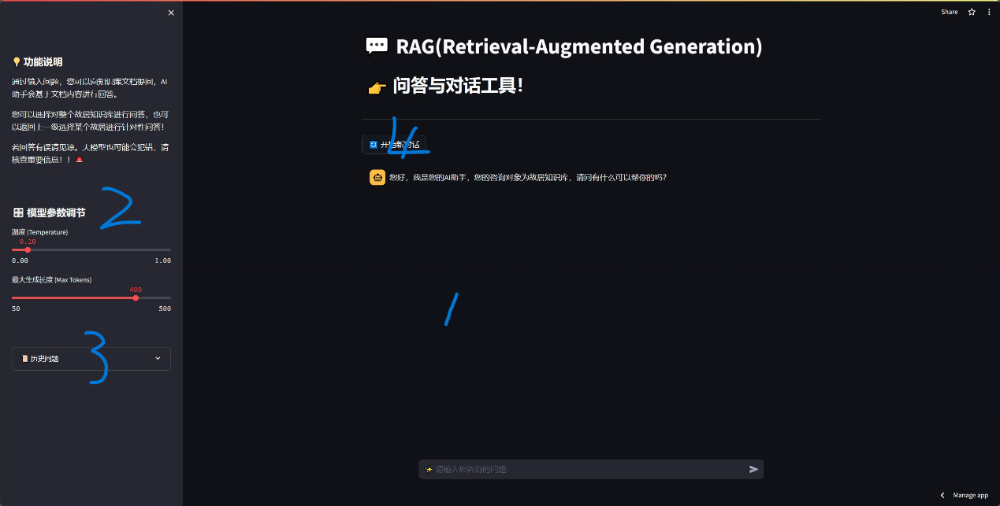 Share
💡 功能说明
通过输入问题，您可以向知识库文档提问，AI
助手会基于文档内容进行回答。
您可以选择对整个故居知识库进行问答，也可
以返回上一级选择某个故居进行针对性问答！
若回答有误请见谅。大模型也可能会犯错，请
核查重要信息！！🚨
2
模型参数调节
温度 (Temperature)
0.10
0.00 1.00
最大生成长度 (Max Tokens)
400
50 500
3
📜 历史问题
💬 RAG(Retrieval-Augmented Generation)
👉 问答与对话工具！
4
🔄 开始新对话
您好，我是您的AI助手，您的咨询对象为故居知识库，请问有什么可以帮你的吗？
1
✨ 请输入您咨询的问题:
Manage app